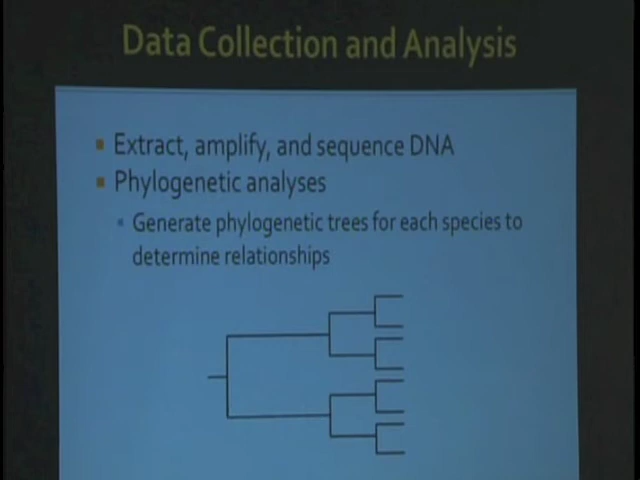 Data Collection and Analysis
Extract, amplify, and sequence DNA
Phylogenetic analyses
Generate phylogenetic trees for each species to
determine relationships